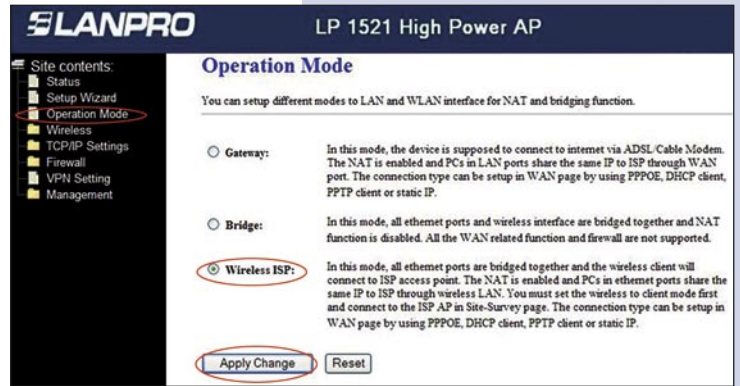 LANPRO
LP 1521 High Power AP
Site contents:
Status
Setup Wizard
Operation Mode
Wireless
TCP/IP Settings
Firewall
VPN Setting
Management
Operation Mode
You can setup different modes to LAN and WLAN interface for NAT and bridging function.
Gateway:
In this mode, the device is supposed to connect to internet via ADSL/Cable Modem.
The NAT is enabled and PCs in LAN ports share the same IP to ISP through WAN
port. The connection type can be setup in WAN page by using PPPOE, DHCP client,
PPTP client or static IP.
Bridge:
In this mode, all ethernet ports and wireless interface are bridged together and NAT
function is disabled. All the WAN related function and firewall are not supported.
Wireless ISP:
In this mode, all ethernet ports are bridged together and the wireless client will
connect to ISP access point. The NAT is enabled and PCs in ethernet ports share the
same IP to ISP through wireless LAN. You must set the wireless to client mode first
and connect to the ISP AP in Site-Survey page. The connection type can be setup in
WAN page by using PPPOE, DHCP client, PPTP client or static IP.
Apply Change
Reset